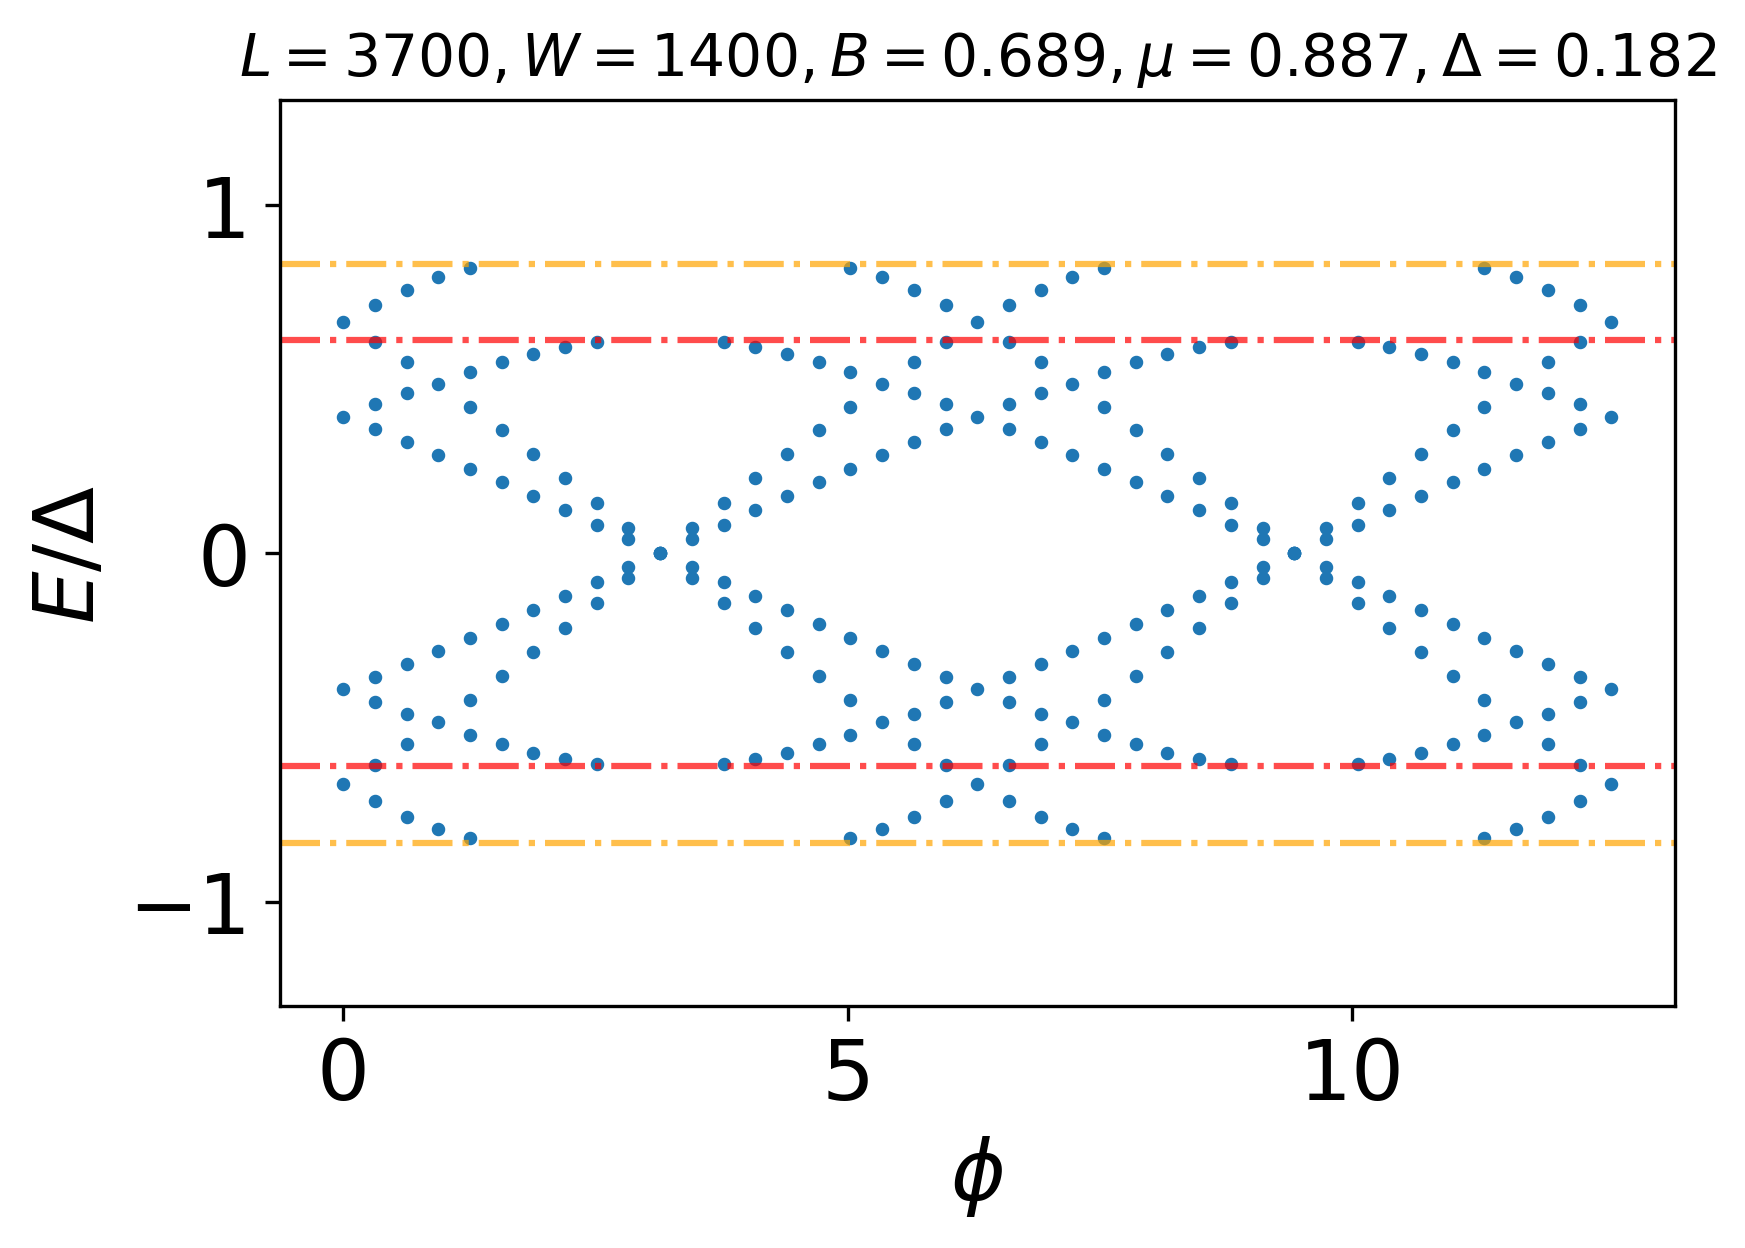 L = 3700, W = 1400, B = 0.689, μ = 0.887, Δ = 0.182
1
0
−1
E/Δ
0 5 10
ϕ